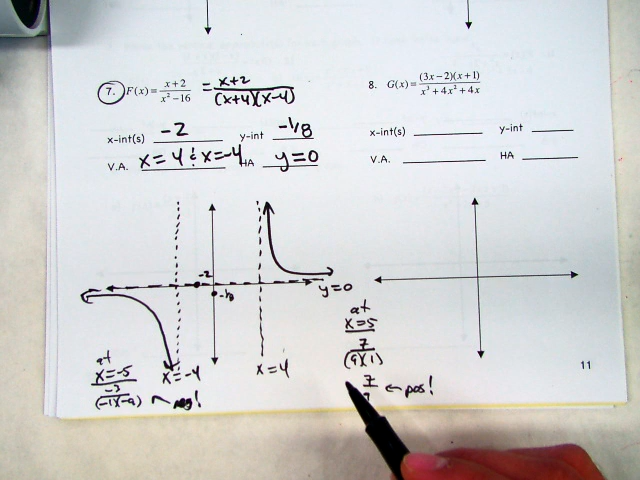 7. F(x) = x+2 / x² − 16 = x+2 / (x+4)(x−4)
x-int(s) −2 y-int −1/8
V.A. x = 4 & x = −4 HA y = 0
8. G(x) = (3x − 2)(x + 1) / x³ + 4x² + 4x
x-int(s) y-int
V.A. HA
−2
−1/8
y=0
x = −4
x = 4
at
x = −5
−3
(−1)(−9)
neg!
at
x = 5
7
(9)(1)
7
← pos!
11